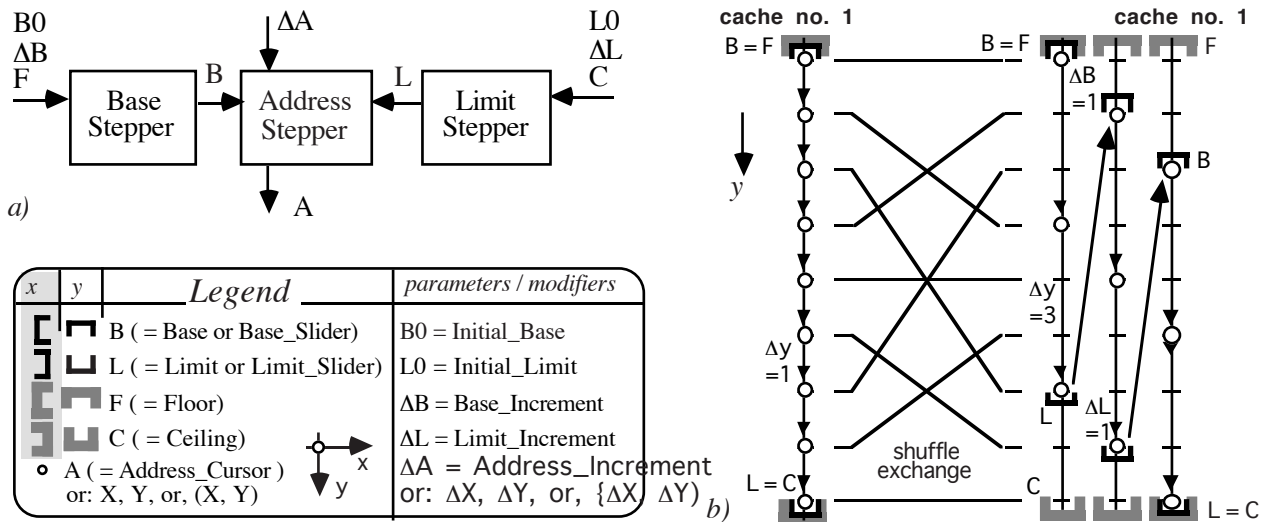 B0
ΔB
F
B
ΔA
L
L0
ΔL
C
Base
Stepper
Address
Stepper
Limit
Stepper
A
a)
x
y
Legend
parameters / modifiers
B ( = Base or Base_Slider)
B0 = Initial_Base
L ( = Limit or Limit_Slider)
L0 = Initial_Limit
F ( = Floor)
ΔB = Base_Increment
C ( = Ceiling)
ΔL = Limit_Increment
A ( = Address_Cursor )
or: X, Y, or, (X, Y)
x
y
ΔA = Address_Increment
or: ΔX, ΔY, or, {ΔX, ΔY)
cache no. 1
cache no. 1
B = F
B = F
F
ΔB
=1
B
y
Δy
=3
Δy
=1
L
ΔL
=1
shuffle
exchange
L = C
C
L = C
b)